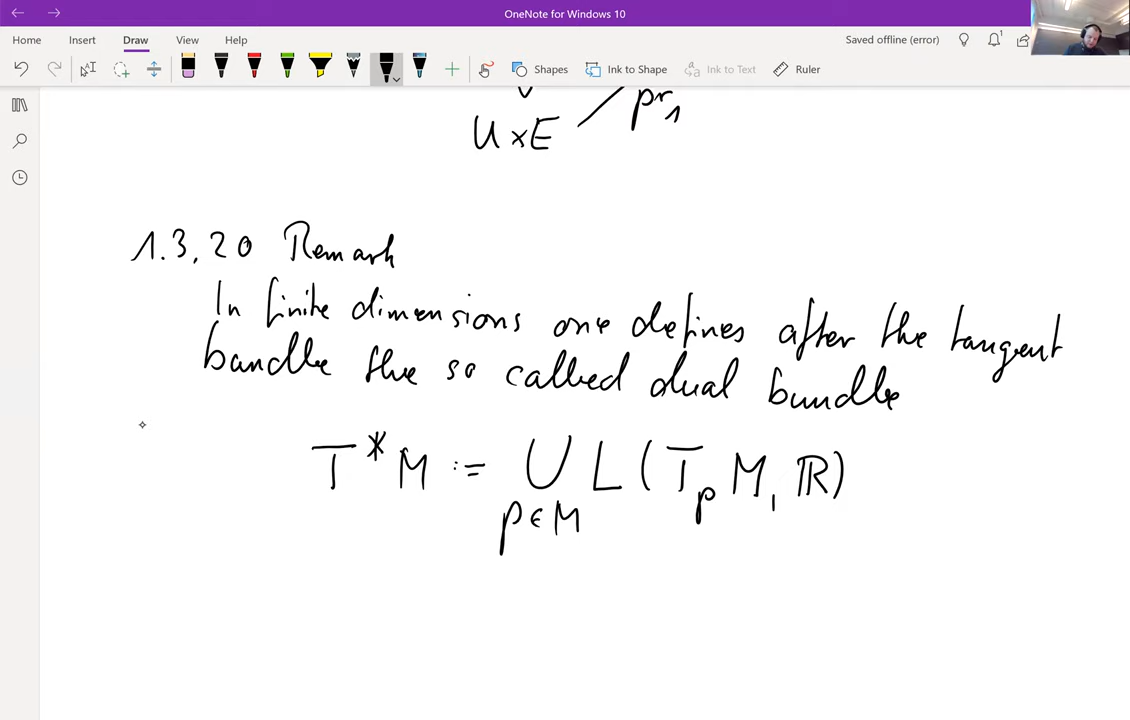 OneNote for Windows 10
Home Insert Draw View Help
Saved offline (error)
Shapes Ink to Shape Ink to Text Ruler
pr₁
U × E
1.3.20 Remark
In finite dimensions one defines after the tangent
bundle the so called dual bundle
T*M := ⋃ L(TₚM, ℝ)
p∈M